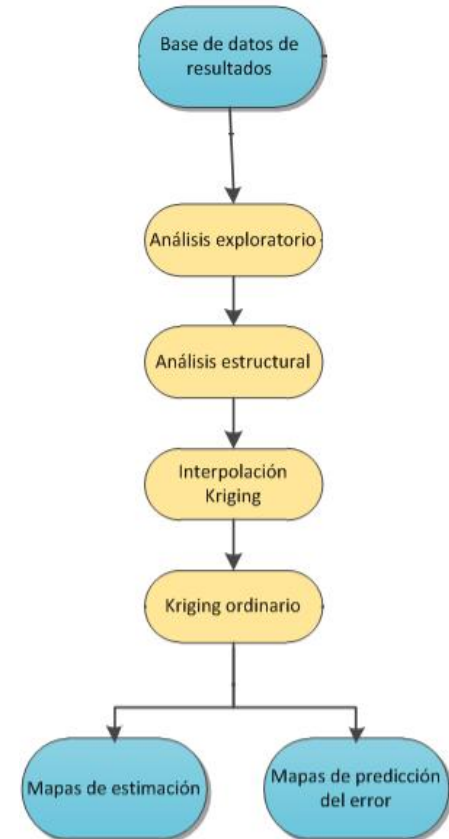 Base de datos de
resultados
Análisis exploratorio
Análisis estructural
Interpolación
Kriging
Kriging ordinario
Mapas de estimación
Mapas de predicción
del error